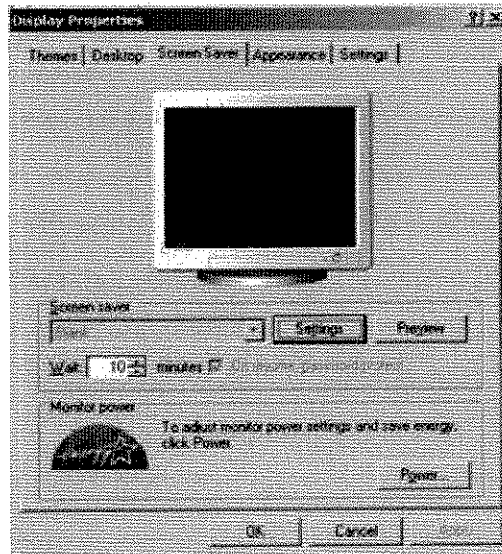 Display Properties
Themes Desktop Screen Saver Appearance Settings
Screen saver
Settings Preview
Wait: 10 minutes
Monitor power
To adjust monitor power settings and save energy,
click Power.
Power...
OK Cancel